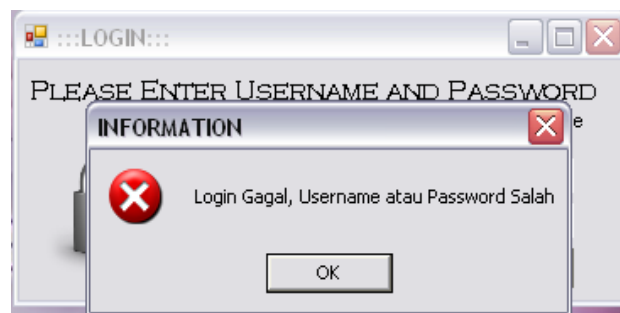 :::LOGIN:::
PLEASE ENTER USERNAME AND PASSWORD
INFORMATION
Login Gagal, Username atau Password Salah
OK